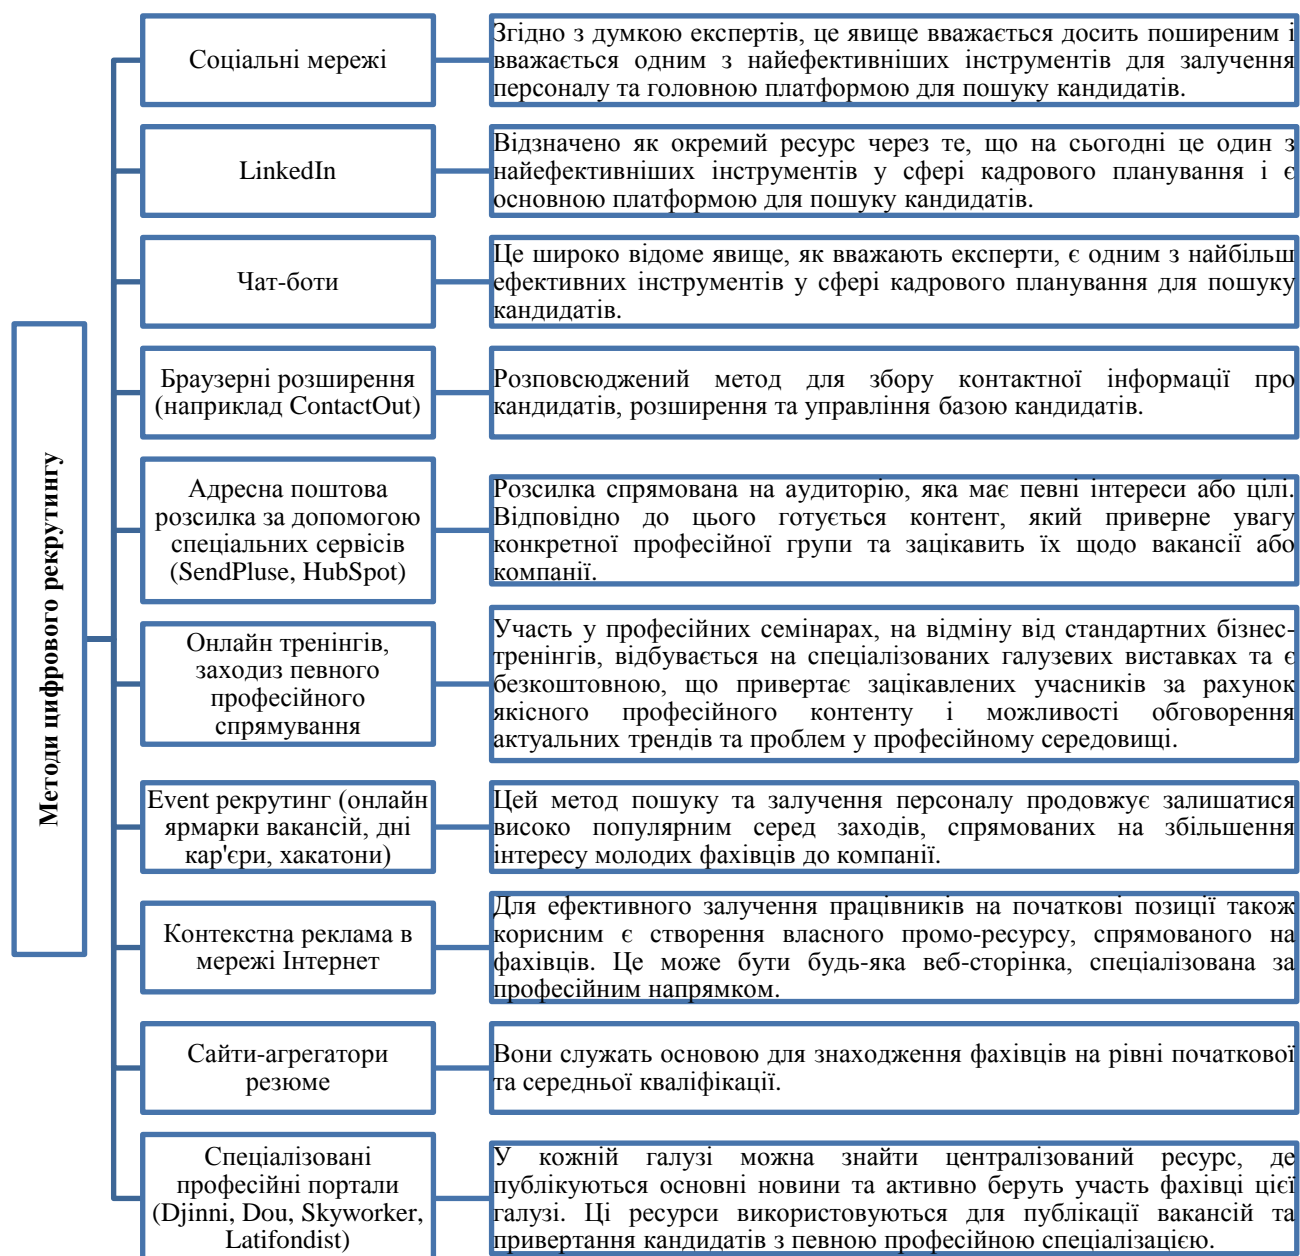 Методи цифрового рекрутингу
Соціальні мережі
Згідно з думкою експертів, це явище вважається досить поширеним і
вважається одним з найефективніших інструментів для залучення
персоналу та головною платформою для пошуку кандидатів.
LinkedIn
Відзначено як окремий ресурс через те, що на сьогодні це один з
найефективніших інструментів у сфері кадрового планування і є
основною платформою для пошуку кандидатів.
Чат-боти
Це широко відоме явище, як вважають експерти, є одним з найбільш
ефективних інструментів у сфері кадрового планування для пошуку
кандидатів.
Браузерні розширення
(наприклад ContactOut)
Розповсюджений метод для збору контактної інформації про
кандидатів, розширення та управління базою кандидатів.
Адресна поштова
розсилка за допомогою
спеціальних сервісів
(SendPluse, HubSpot)
Розсилка спрямована на аудиторію, яка має певні інтереси або цілі.
Відповідно до цього готується контент, який приверне увагу
конкретної професійної групи та зацікавить їх щодо вакансії або
компанії.
Онлайн тренінгів,
заходиз певного
професійного
спрямування
Участь у професійних семінарах, на відміну від стандартних бізнес-
тренінгів, відбувається на спеціалізованих галузевих виставках та є
безкоштовною, що привертає зацікавлених учасників за рахунок
якісного професійного контенту і можливості обговорення
актуальних трендів та проблем у професійному середовищі.
Event рекрутинг (онлайн
ярмарки вакансій, дні
кар'єри, хакатони)
Цей метод пошуку та залучення персоналу продовжує залишатися
високо популярним серед заходів, спрямованих на збільшення
інтересу молодих фахівців до компанії.
Контекстна реклама в
мережі Інтернет
Для ефективного залучення працівників на початкові позиції також
корисним є створення власного промо-ресурсу, спрямованого на
фахівців. Це може бути будь-яка веб-сторінка, спеціалізована за
професійним напрямком.
Сайти-агрегатори
резюме
Вони служать основою для знаходження фахівців на рівні початкової
та середньої кваліфікації.
Спеціалізовані
професійні портали
(Djinni, Dou, Skyworker,
Latifondist)
У кожній галузі можна знайти централізований ресурс, де
публікуються основні новини та активно беруть участь фахівці цієї
галузі. Ці ресурси використовуються для публікації вакансій та
привертання кандидатів з певною професійною спеціалізацією.